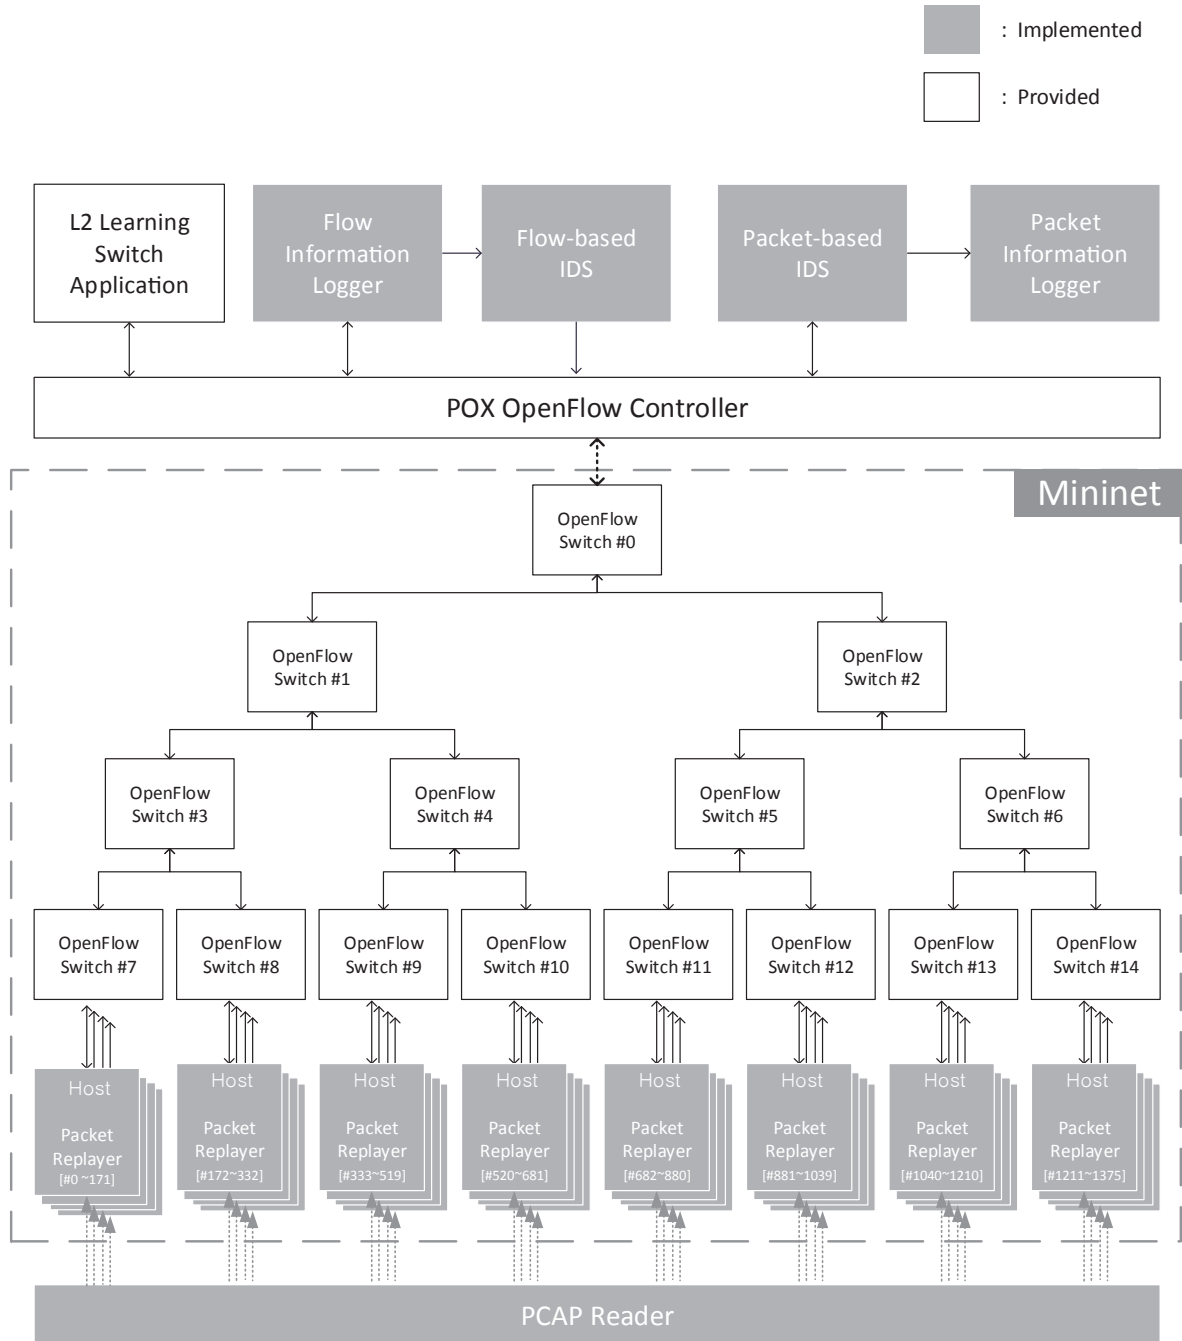 : Implemented
: Provided
L2 Learning
Switch
Application
Flow
Information
Logger
Flow-based
IDS
Packet-based
IDS
Packet
Information
Logger
POX OpenFlow Controller
Mininet
OpenFlow
Switch #0
OpenFlow
Switch #1
OpenFlow
Switch #2
OpenFlow
Switch #3
OpenFlow
Switch #4
OpenFlow
Switch #5
OpenFlow
Switch #6
OpenFlow
Switch #7
OpenFlow
Switch #8
OpenFlow
Switch #9
OpenFlow
Switch #10
OpenFlow
Switch #11
OpenFlow
Switch #12
OpenFlow
Switch #13
OpenFlow
Switch #14
Host
Packet
Replayer
[#0 ~171]
Host
Packet
Replayer
[#172~332]
Host
Packet
Replayer
[#333~519]
Host
Packet
Replayer
[#520~681]
Host
Packet
Replayer
[#682~880]
Host
Packet
Replayer
[#881~1039]
Host
Packet
Replayer
[#1040~1210]
Host
Packet
Replayer
[#1211~1375]
PCAP Reader